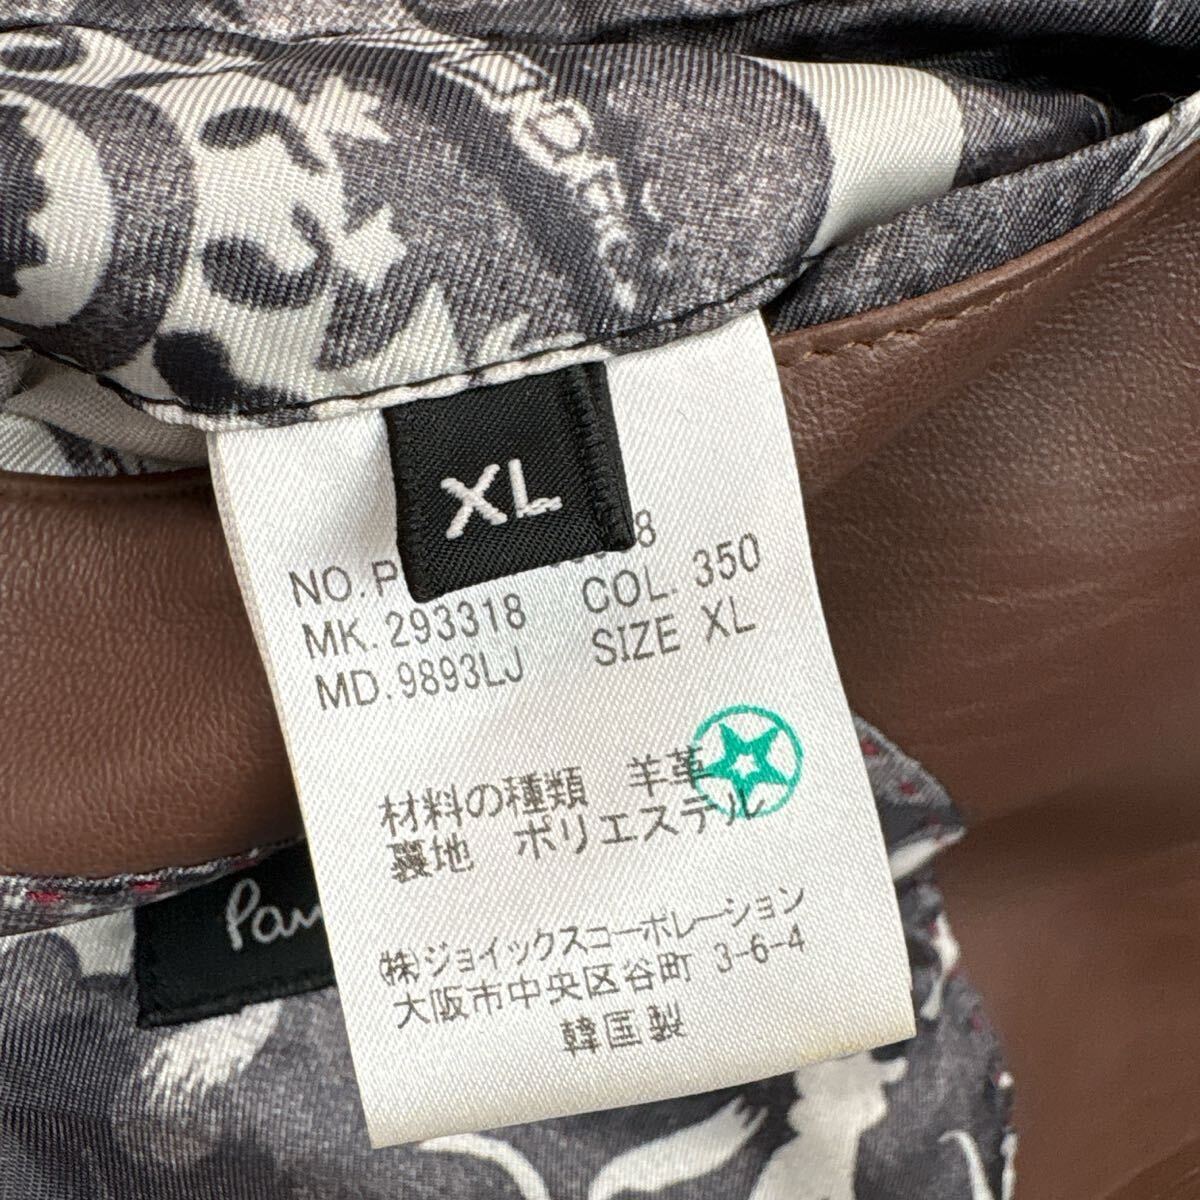 XL
NO.P
MK.293318 COL.350
MD.9893LJ SIZE XL
材料の種類 羊革
裏地 ポリエステル
㈱ジョイックスコーポレーション
大阪市中央区谷町 3-6-4
韓国製